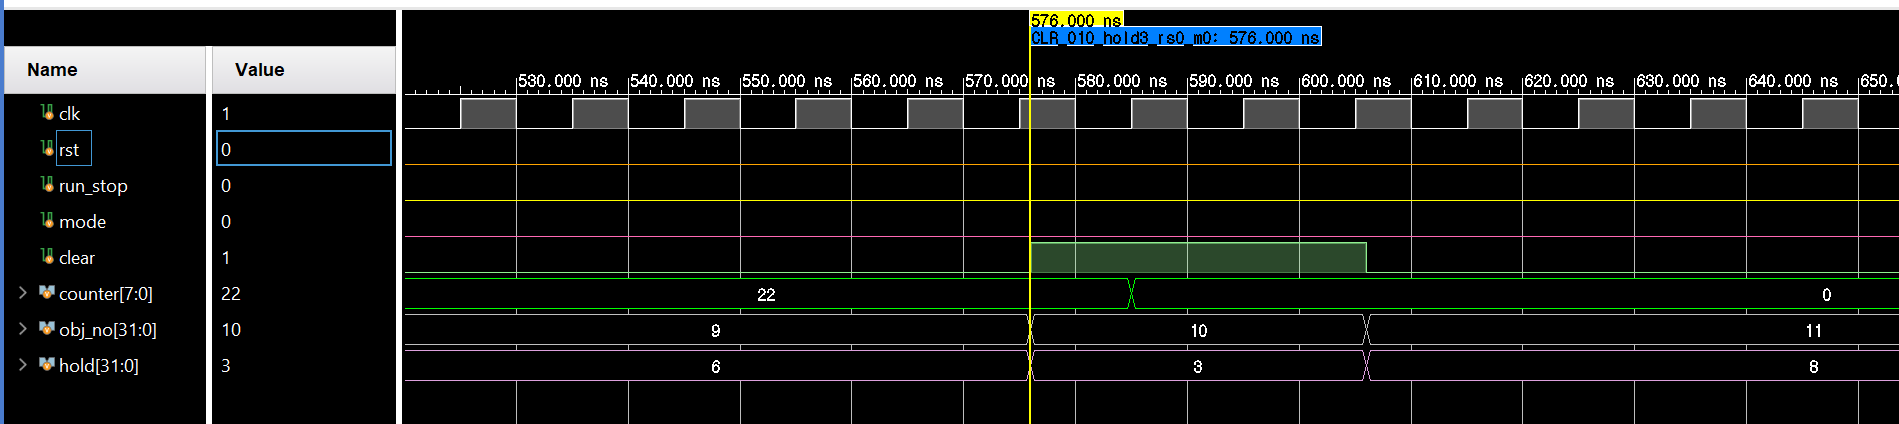 576.000 ns
CLR_010_hold3_rs0_m0: 576.000 ns
Name Value
530.000 ns 540.000 ns 550.000 ns 560.000 ns 570.000 ns 580.000 ns 590.000 ns 600.000 ns 610.000 ns 620.000 ns 630.000 ns 640.000 ns 650.0
clk 1
rst 0
run_stop 0
mode 0
clear 1
counter[7:0] 22 22 0
obj_no[31:0] 10 9 10 11
hold[31:0] 3 6 3 8